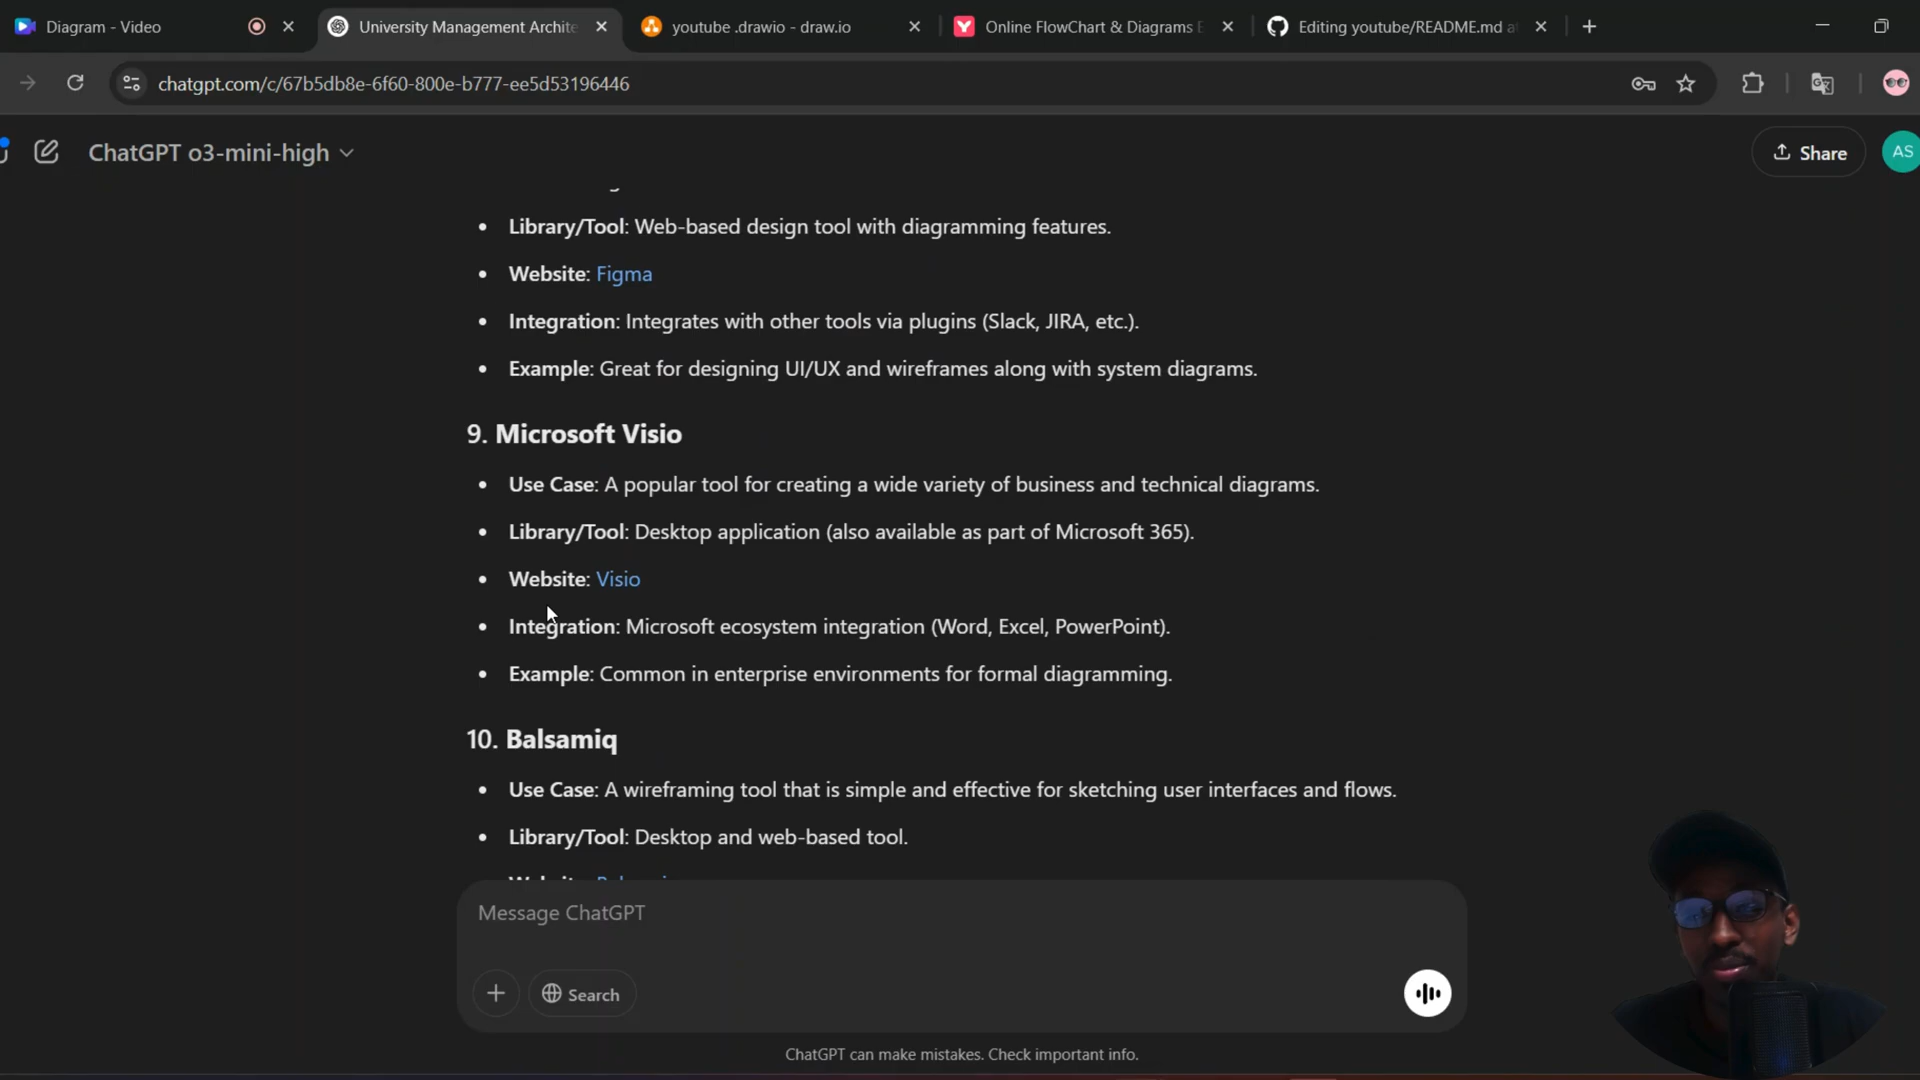 Diagram - Video
University Management Archite
youtube .drawio - draw.io
Online FlowChart & Diagrams E
Editing youtube/README.md at
chatgpt.com/c/67b5db8e-6f60-800e-b777-ee5d53196446
ChatGPT o3-mini-high
Share
AS
Library/Tool: Web-based design tool with diagramming features.
Website: Figma
Integration: Integrates with other tools via plugins (Slack, JIRA, etc.).
Example: Great for designing UI/UX and wireframes along with system diagrams.
9. Microsoft Visio
Use Case: A popular tool for creating a wide variety of business and technical diagrams.
Library/Tool: Desktop application (also available as part of Microsoft 365).
Website: Visio
Integration: Microsoft ecosystem integration (Word, Excel, PowerPoint).
Example: Common in enterprise environments for formal diagramming.
10. Balsamiq
Use Case: A wireframing tool that is simple and effective for sketching user interfaces and flows.
Library/Tool: Desktop and web-based tool.
Message ChatGPT
Search
ChatGPT can make mistakes. Check important info.